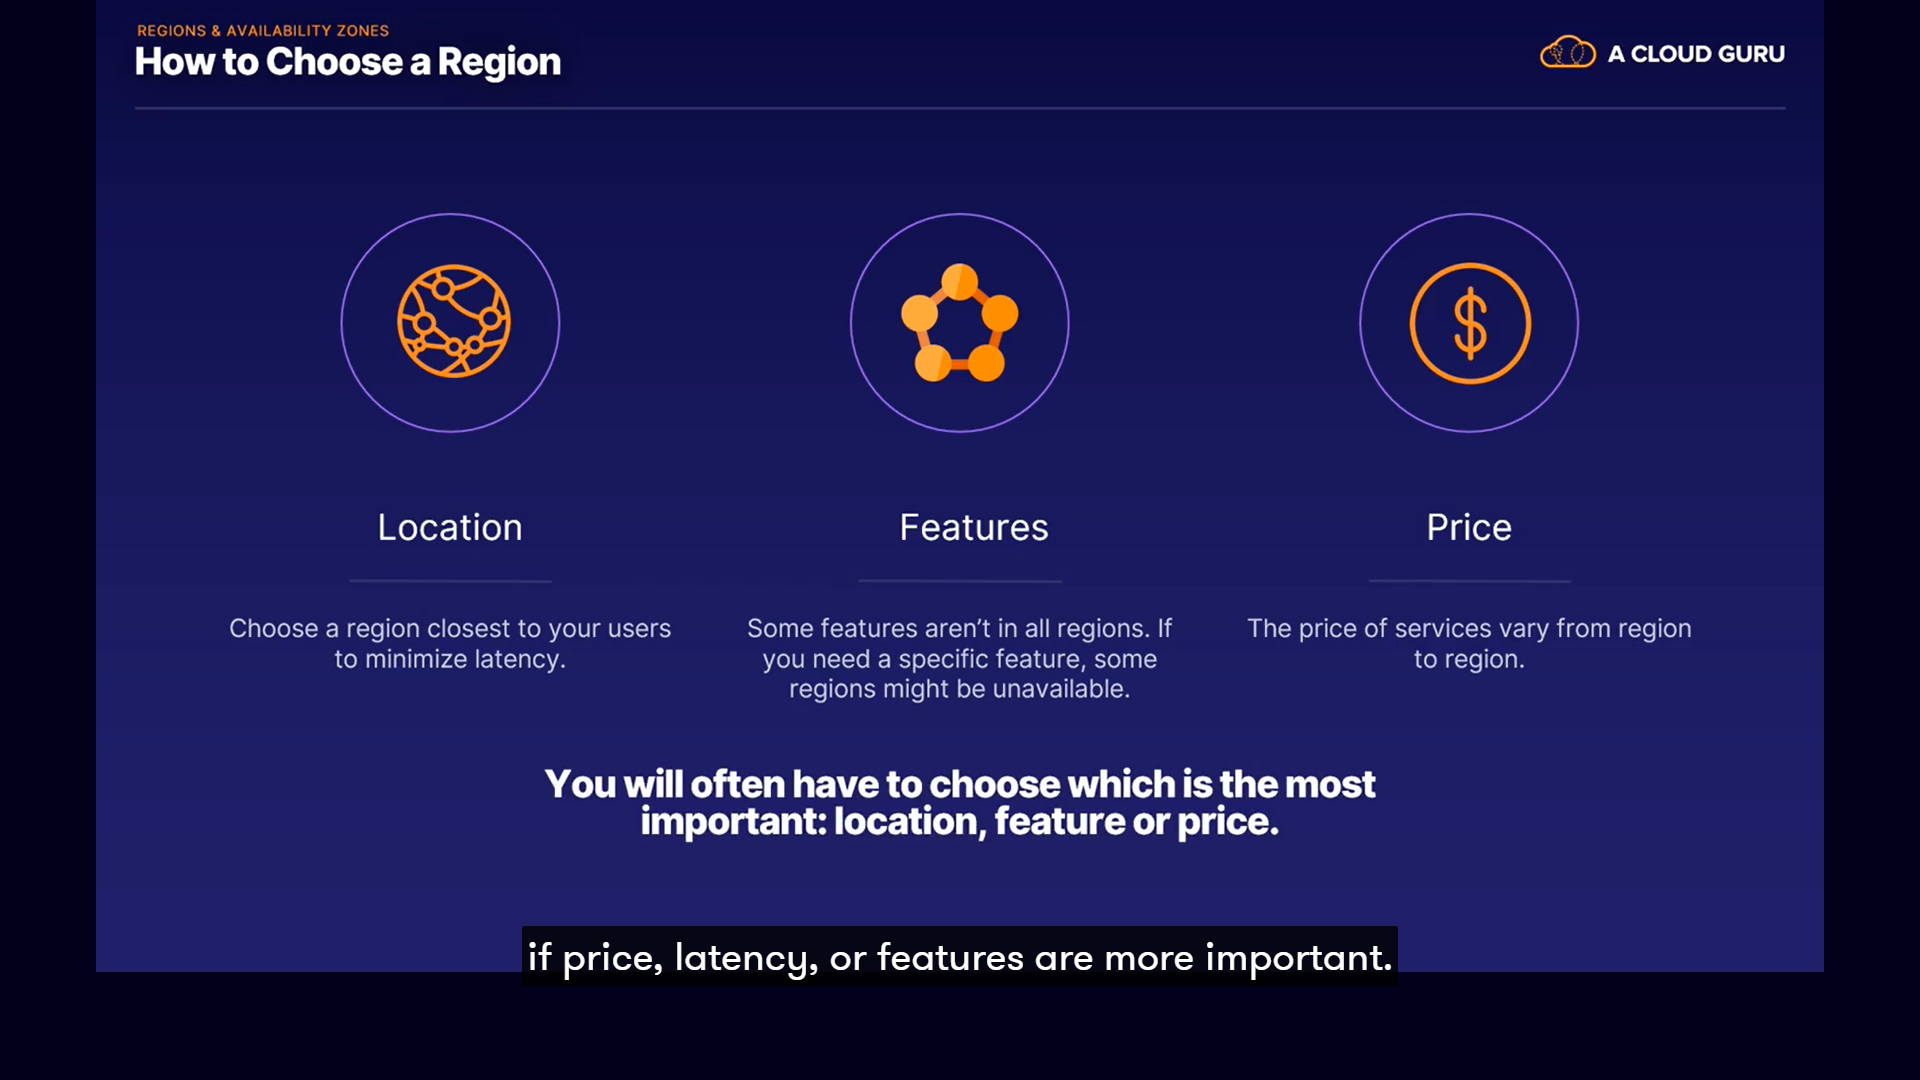 REGIONS & AVAILABILITY ZONES
How to Choose a Region
A CLOUD GURU
Location
Choose a region closest to your users
to minimize latency.
Features
Some features aren’t in all regions. If
you need a specific feature, some
regions might be unavailable.
$
Price
The price of services vary from region
to region.
You will often have to choose which is the most
important: location, feature or price.
if price, latency, or features are more important.